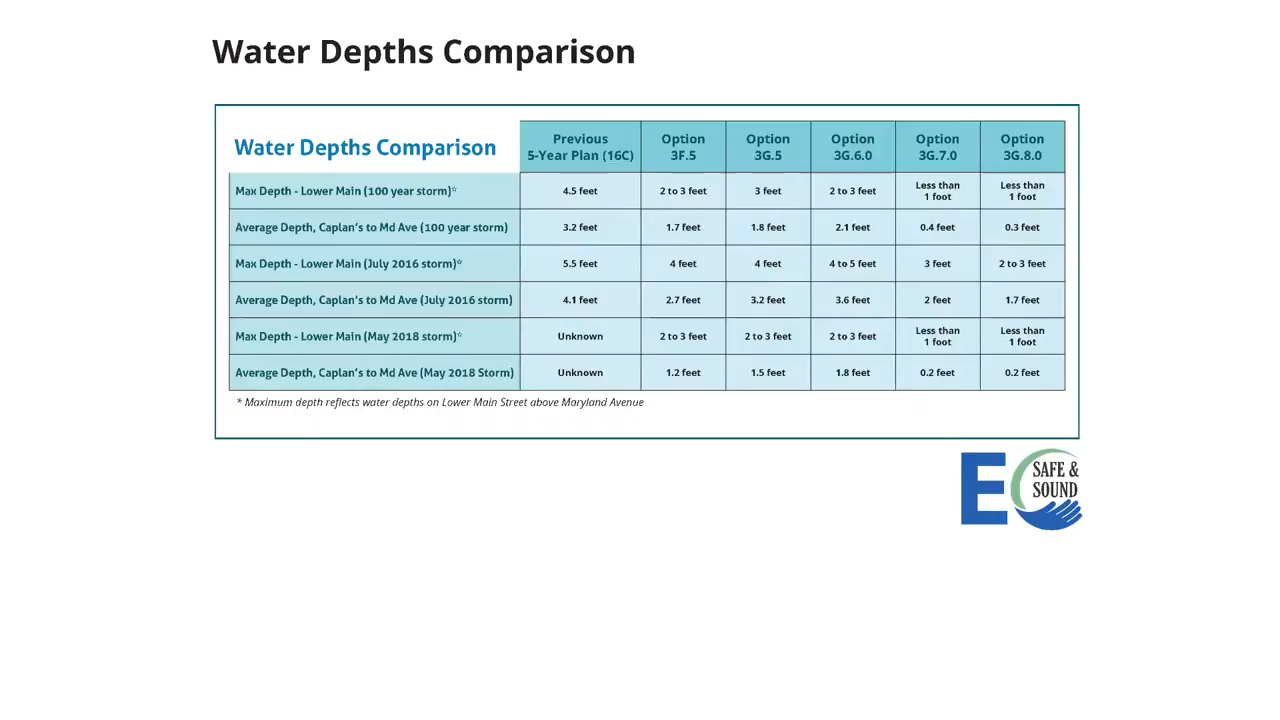 Water Depths Comparison
Water Depths Comparison
Previous 5-Year Plan (16C) Option 3F.5 Option 3G.5 Option 3G.6.0 Option 3G.7.0 Option 3G.8.0
Max Depth - Lower Main (100 year storm)* 4.5 feet 2 to 3 feet 3 feet 2 to 3 feet Less than 1 foot Less than 1 foot
Average Depth, Caplan's to Md Ave (100 year storm) 3.2 feet 1.7 feet 1.8 feet 2.1 feet 0.4 feet 0.3 feet
Max Depth - Lower Main (July 2016 storm)* 5.5 feet 4 feet 4 feet 4 to 5 feet 3 feet 2 to 3 feet
Average Depth, Caplan's to Md Ave (July 2016 storm) 4.1 feet 2.7 feet 3.2 feet 3.6 feet 2 feet 1.7 feet
Max Depth - Lower Main (May 2018 storm)* Unknown 2 to 3 feet 2 to 3 feet 2 to 3 feet Less than 1 foot Less than 1 foot
Average Depth, Caplan's to Md Ave (May 2018 Storm) Unknown 1.2 feet 1.5 feet 1.8 feet 0.2 feet 0.2 feet
* Maximum depth reflects water depths on Lower Main Street above Maryland Avenue
EC SAFE &
SOUND